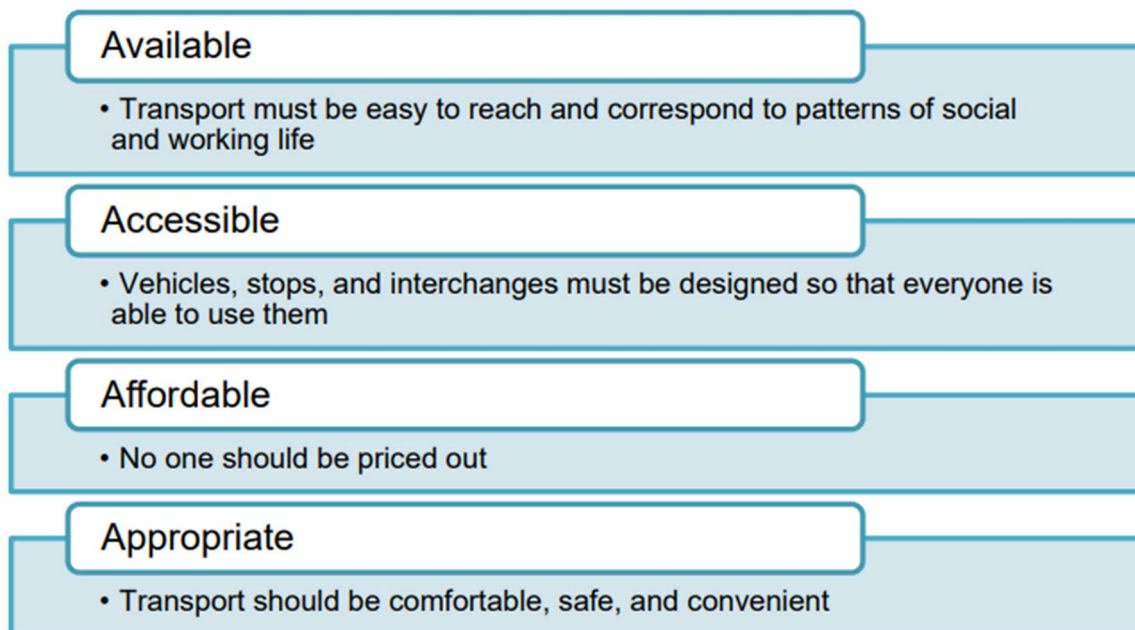 Available
• Transport must be easy to reach and correspond to patterns of social
and working life
Accessible
• Vehicles, stops, and interchanges must be designed so that everyone is
able to use them
Affordable
• No one should be priced out
Appropriate
• Transport should be comfortable, safe, and convenient